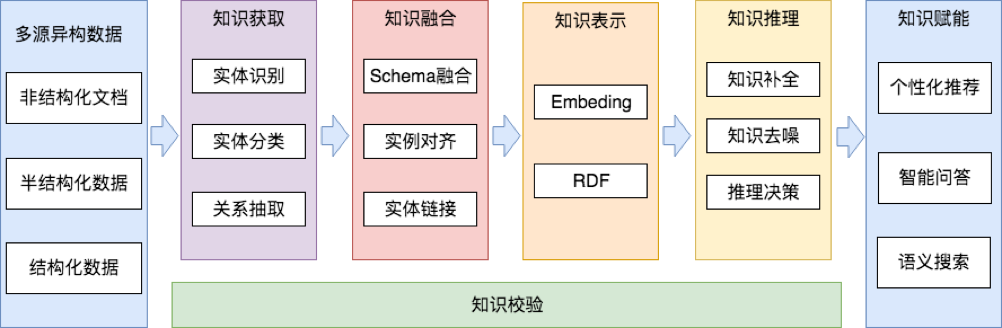 多源异构数据
非结构化文档
半结构化数据
结构化数据
知识获取
实体识别
实体分类
关系抽取
知识融合
Schema融合
实例对齐
实体链接
知识表示
Embeding
RDF
知识推理
知识补全
知识去噪
推理决策
知识校验
知识赋能
个性化推荐
智能问答
语义搜索